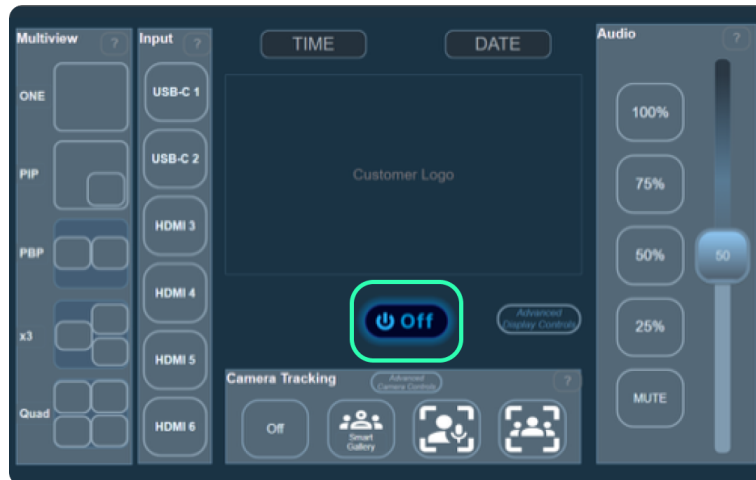 Multiview ?
ONE
PIP
PBP
x3
Quad
Input ?
USB-C 1
USB-C 2
HDMI 3
HDMI 4
HDMI 5
HDMI 6
TIME
DATE
Customer Logo
Off
Advanced
Display Controls
Camera Tracking
Advanced
Camera Controls
?
Off
Smart
Gallery
Audio ?
100%
75%
50%
25%
MUTE
50